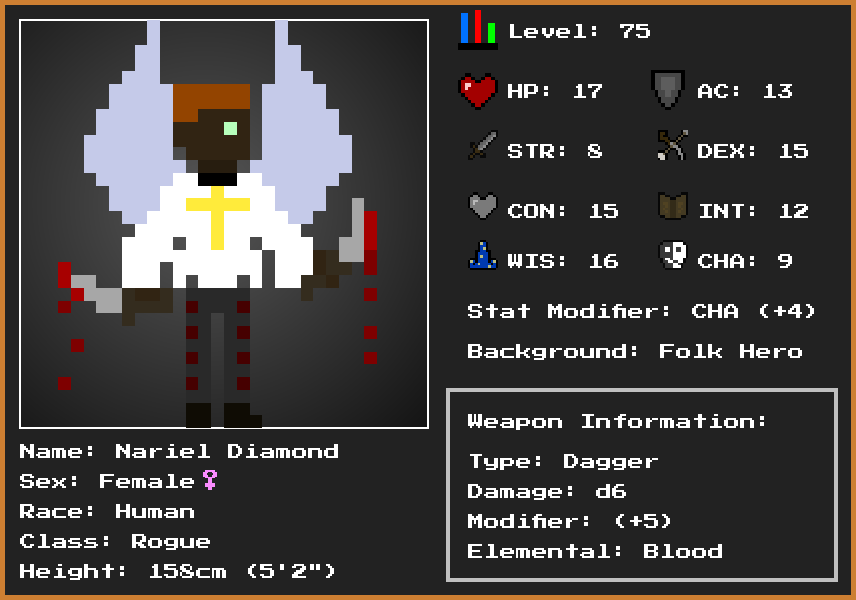 Level: 75
HP: 17
AC: 13
STR: 8
DEX: 15
CON: 15
INT: 12
WIS: 16
CHA: 9
Stat Modifier: CHA (+4)
Background: Folk Hero
Weapon Information:
Type: Dagger
Damage: d6
Modifier: (+5)
Elemental: Blood
Name: Nariel Diamond
Sex: Female♀
Race: Human
Class: Rogue
Height: 158cm (5'2")